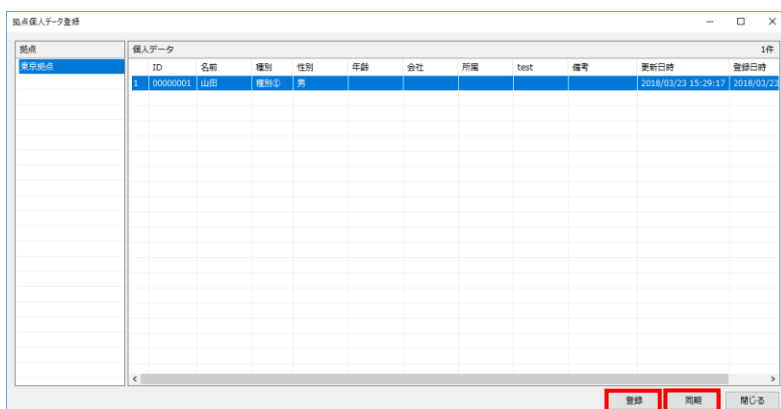 拠点個人データ登録
拠点
個人データ 1件
東京拠点
ID 名前 種別 性別 年齢 会社 所属 test 備考 更新日時 登録日時
1 00000001 山田 種別① 男 2018/03/23 15:29:17 2018/03/23
登録 同期 閉じる